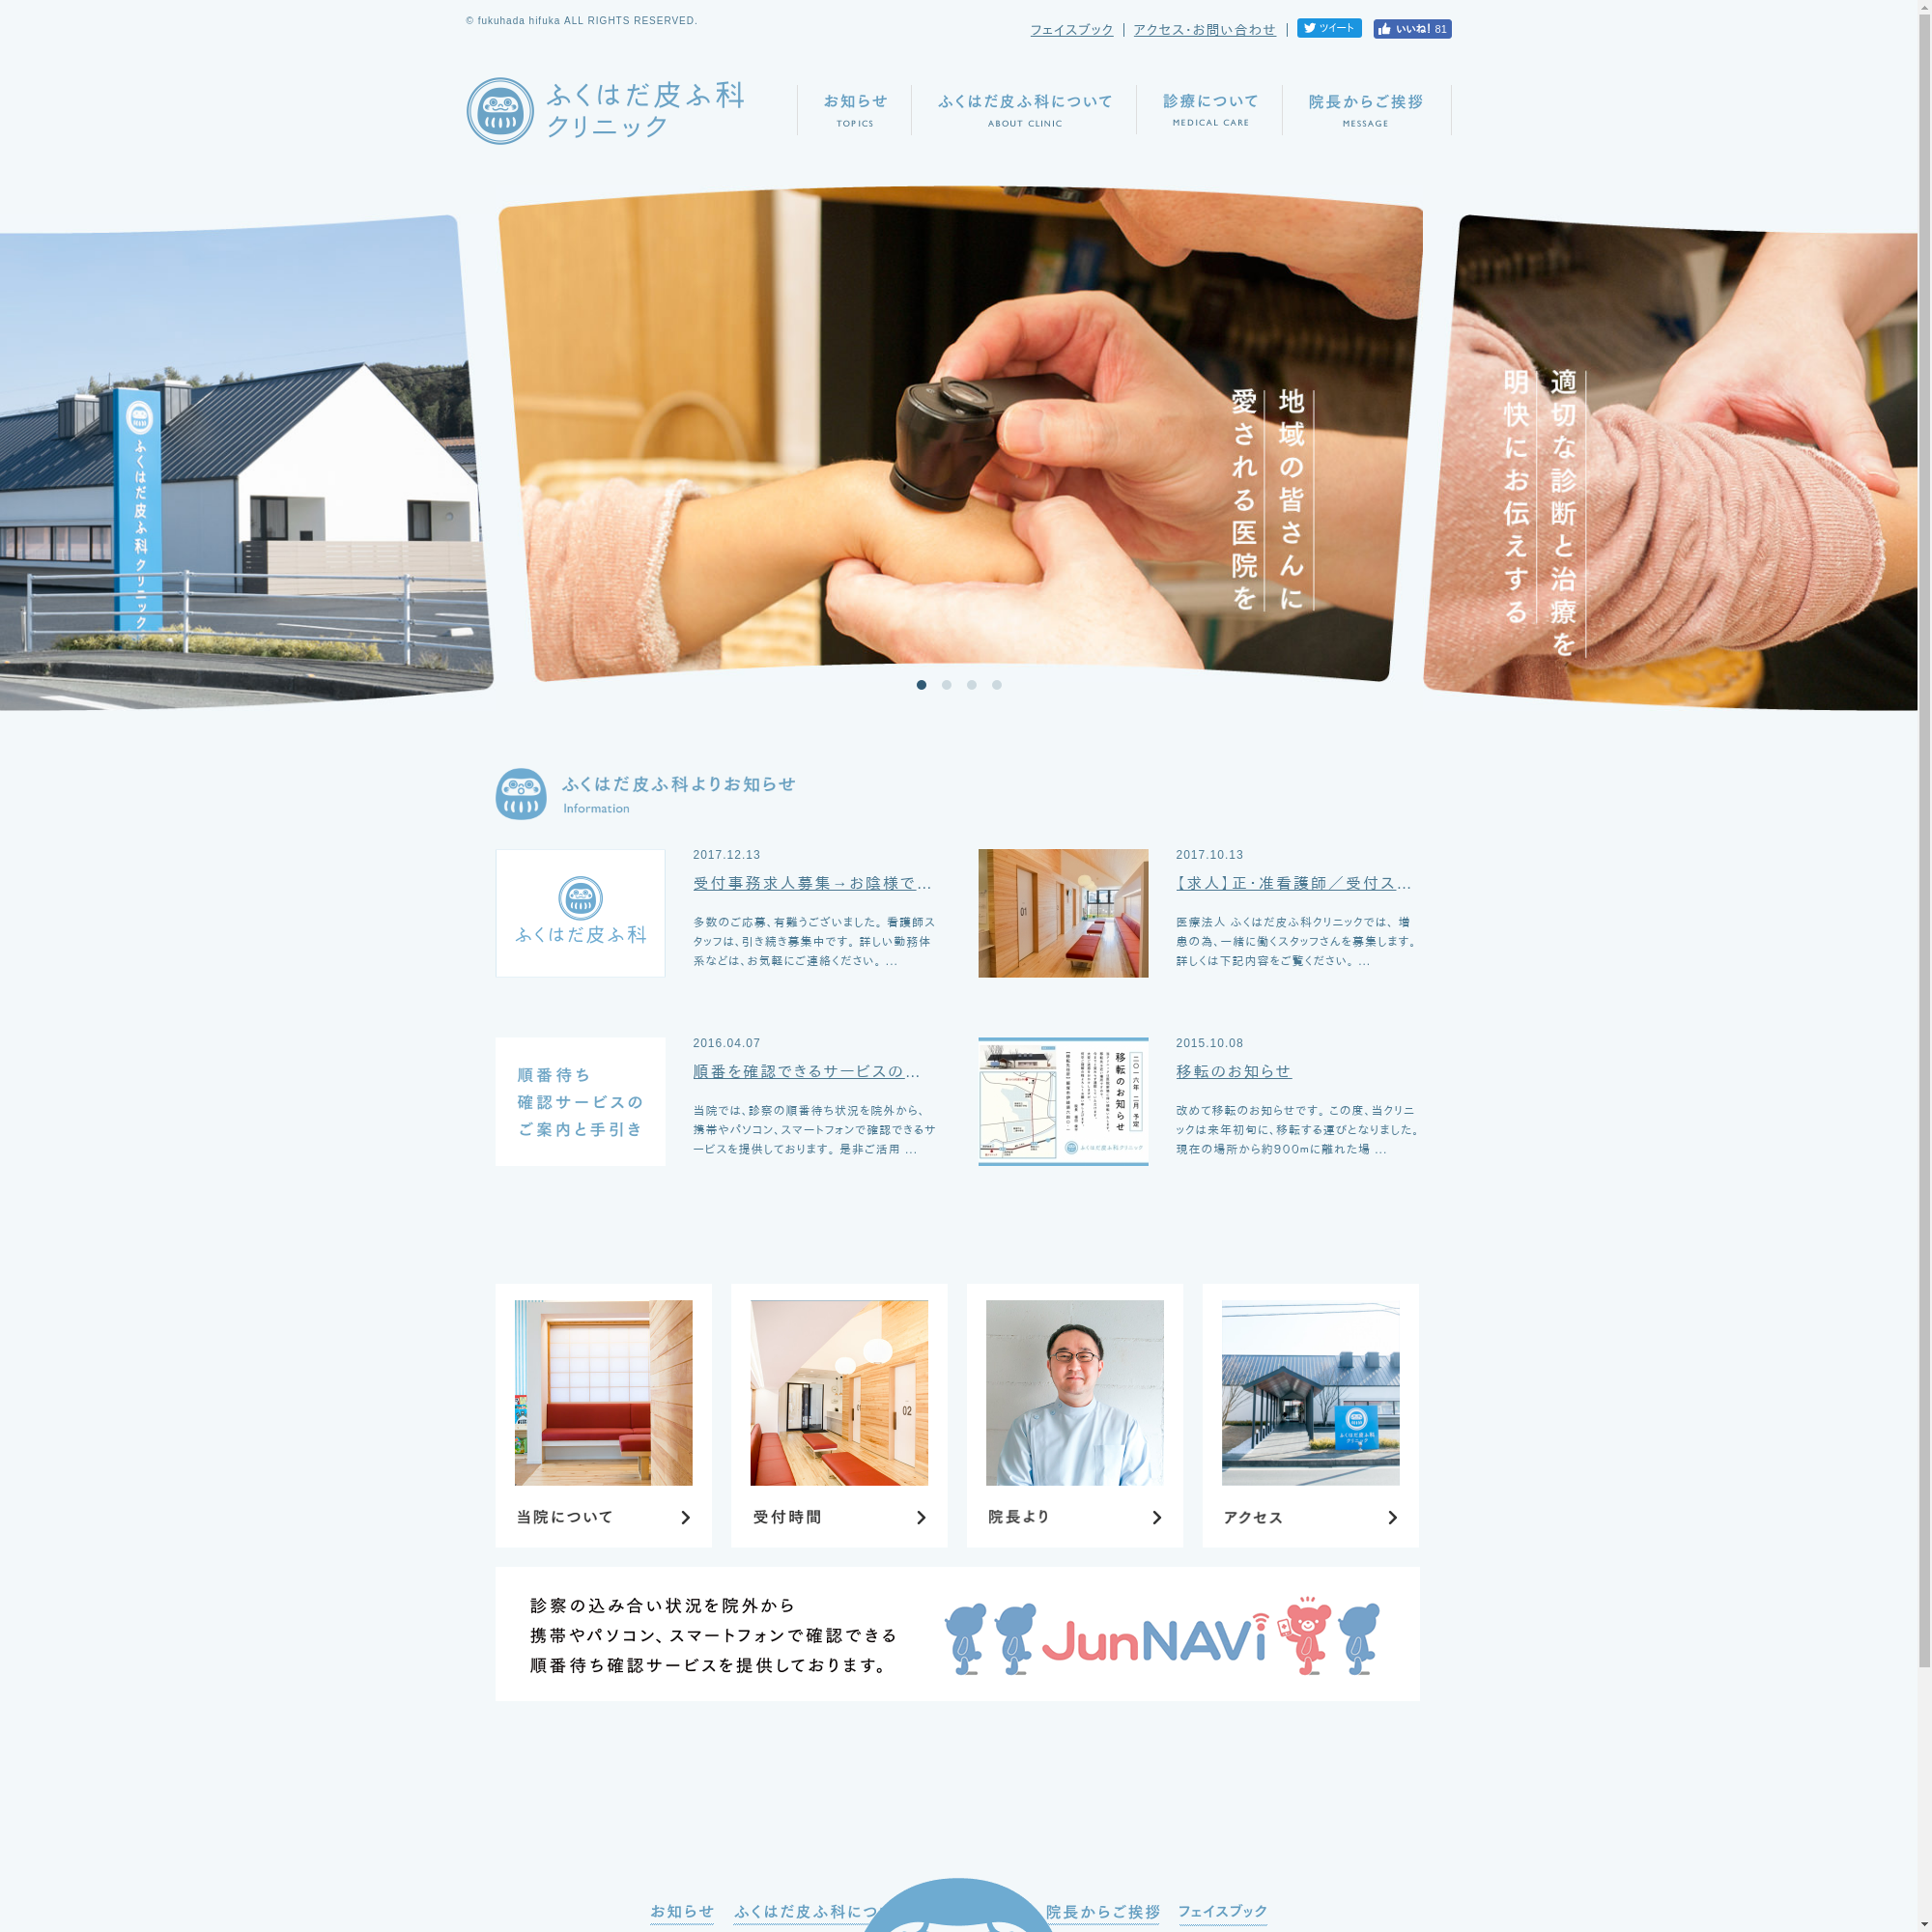 © fukuhada hifuka ALL RIGHTS RESERVED.
フェイスブック
アクセス・お問い合わせ
ツイート
いいね! 81
ふくはだ皮ふ科
クリニック
お知らせ
TOPICS
ふくはだ皮ふ科について
ABOUT CLINIC
診療について
MEDICAL CARE
院長からご挨拶
MESSAGE
ふくはだ皮ふ科クリニック
地域の皆さんに
愛される医院を
適切な診断と治療を
明快にお伝えする
ふくはだ皮ふ科よりお知らせ
Information
ふくはだ皮ふ科
2017.12.13
受付事務求人募集→お陰様で...
多数のご応募、有難うございました。 看護師ス
タッフは、引き続き募集中です。 詳しい勤務体
系などは、お気軽にご連絡ください。 ...
01
2017.10.13
【求人】正・准看護師／受付ス...
医療法人 ふくはだ皮ふ科クリニックでは、 増
患の為、一緒に働くスタッフさんを募集します。
詳しくは下記内容をご覧ください。 ...
順番待ち
確認サービスの
ご案内と手引き
2016.04.07
順番を確認できるサービスの...
当院では、診察の順番待ち状況を院外から、
携帯やパソコン、スマートフォンで確認できるサ
ービスを提供しております。 是非ご活用 ...
二〇一六年 二月 予定
移転のお知らせ
ふくはだ皮ふ科クリニック
2015.10.08
移転のお知らせ
改めて移転のお知らせです。 この度、当クリニ
ックは来年初旬に、移転する運びとなりました。
現在の場所から約900mに離れた場 ...
01
02
ふくはだ皮ふ科
クリニック
当院について
受付時間
院長より
アクセス
診察の込み合い状況を院外から
携帯やパソコン、スマートフォンで確認できる
順番待ち確認サービスを提供しております。
JunNAVi
お知らせ
ふくはだ皮ふ科につ
院長からご挨拶
フェイスブック